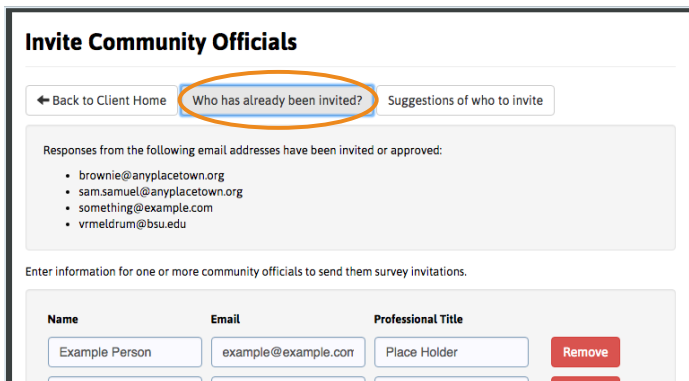 Invite Community Officials
Back to Client Home Who has already been invited? Suggestions of who to invite
Responses from the following email addresses have been invited or approved:
brownie@anyplacetown.org
sam.samuel@anyplacetown.org
something@example.com
vrmeldrum@bsu.edu
Enter information for one or more community officials to send them survey invitations.
Name Email Professional Title
Example Person example@example.com Place Holder Remove